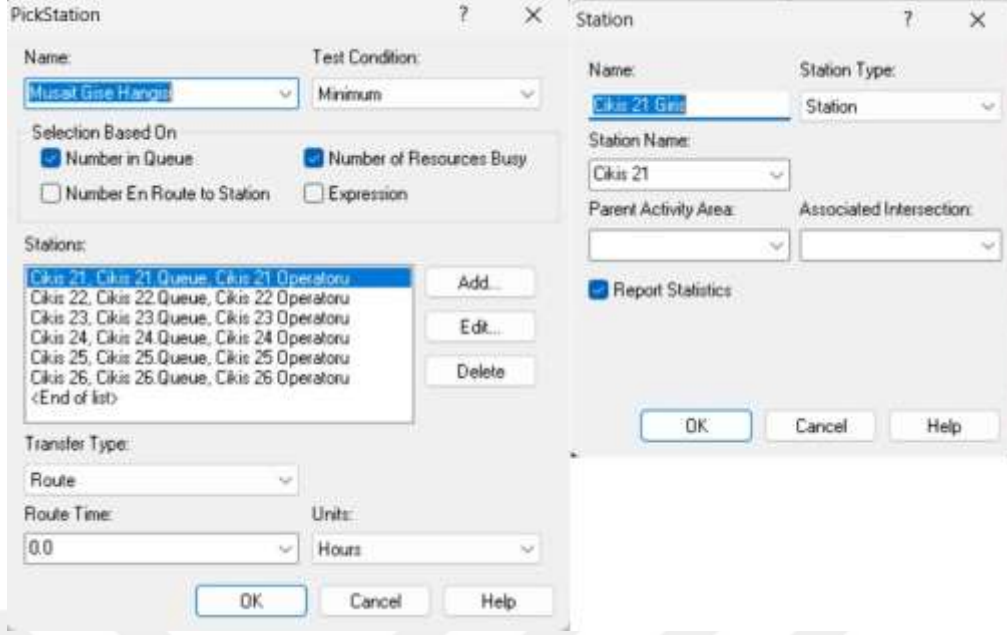 PickStation ? ×
Name:
Test Condition:
Musait Gise Hangisi
Minimum
Selection Based On
Number in Queue
Number of Resources Busy
Number En Route to Station
Expression
Stations:
Cikis 21, Cikis 21.Queue, Cikis 21 Operatoru
Cikis 22, Cikis 22.Queue, Cikis 22 Operatoru
Cikis 23, Cikis 23.Queue, Cikis 23 Operatoru
Cikis 24, Cikis 24.Queue, Cikis 24 Operatoru
Cikis 25, Cikis 25.Queue, Cikis 25 Operatoru
Cikis 26, Cikis 26.Queue, Cikis 26 Operatoru
<End of list>
Add...
Edit...
Delete
Transfer Type:
Route
Route Time:
Units:
0.0
Hours
OK
Cancel
Help
Station ? ×
Name:
Station Type:
Cikis 21 Giris
Station
Station Name:
Cikis 21
Parent Activity Area:
Associated Intersection:
Report Statistics
OK
Cancel
Help